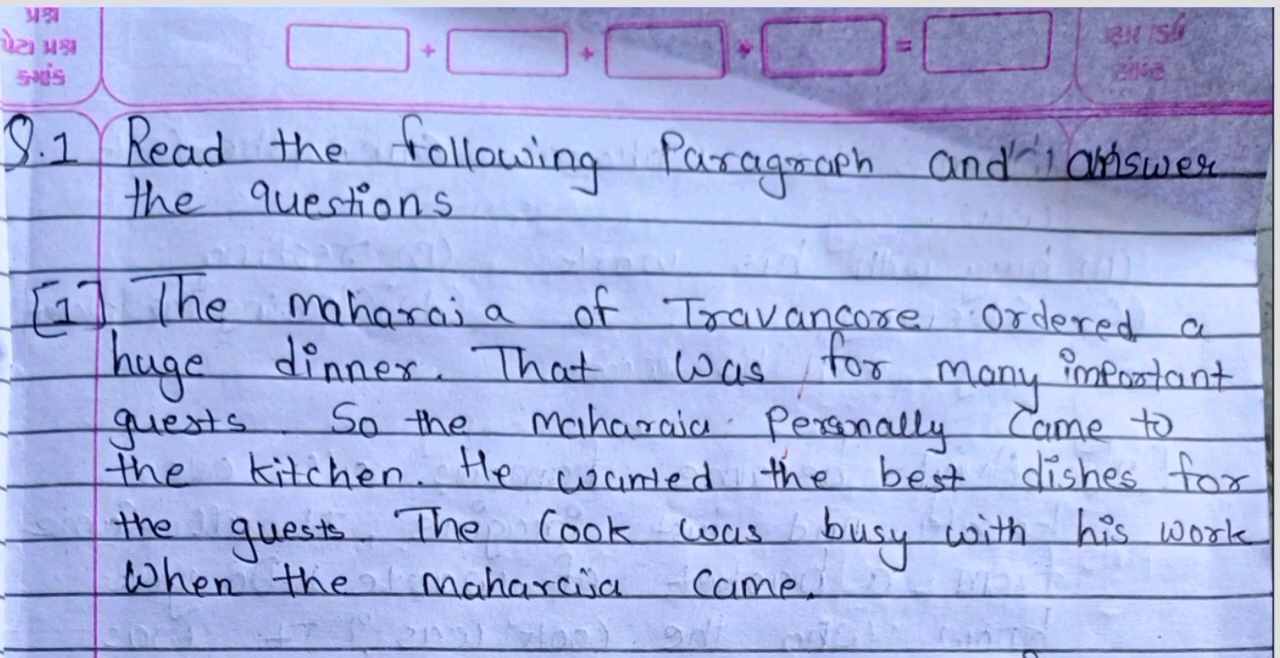 પ્રશ્ન
પેટા પ્રશ્ન
ક્રમાંક
+ + + =
Q.1 Read the following Paragraph and answer
the questions
[1] The maharaja of Travancore ordered a
huge dinner. That was for many important
guests. So the maharaja Personally Came to
the kitchen. He wanted the best dishes for
the guests. The Cook was busy with his work
When the maharaja Came.